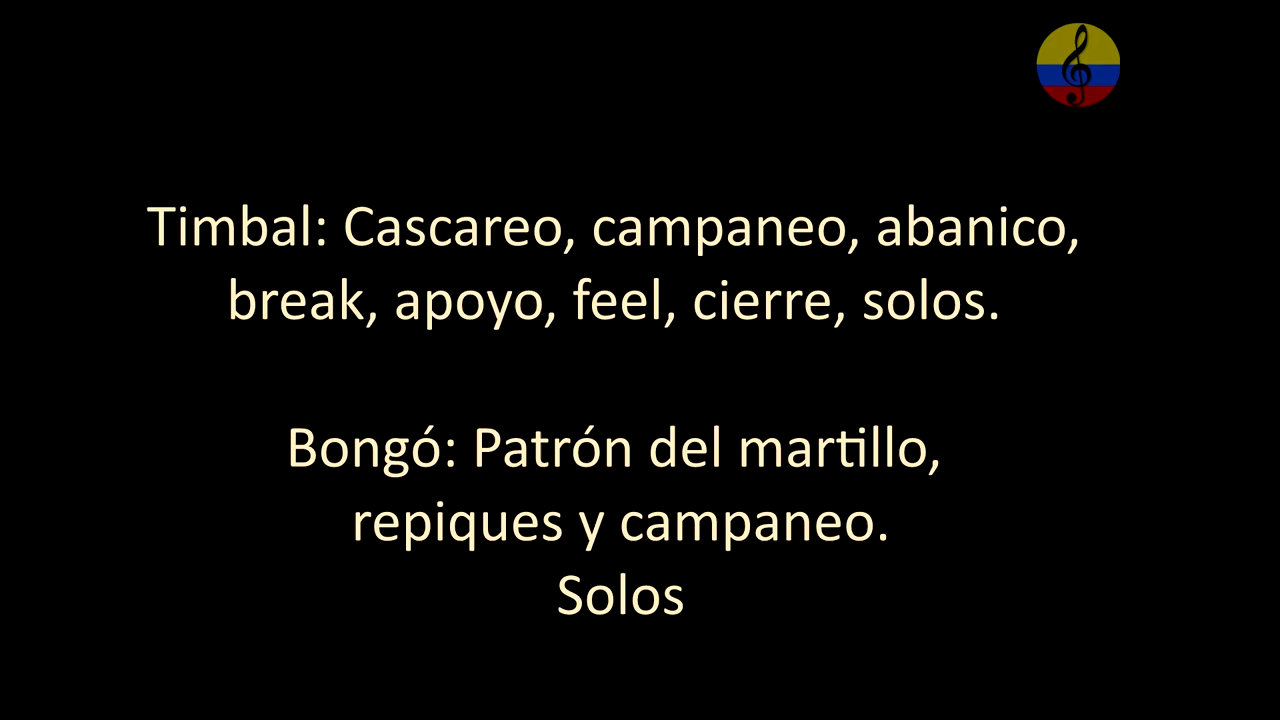 Timbal: Cascareo, campaneo, abanico,
break, apoyo, feel, cierre, solos.
Bongó: Patrón del martillo,
repiques y campaneo.
Solos